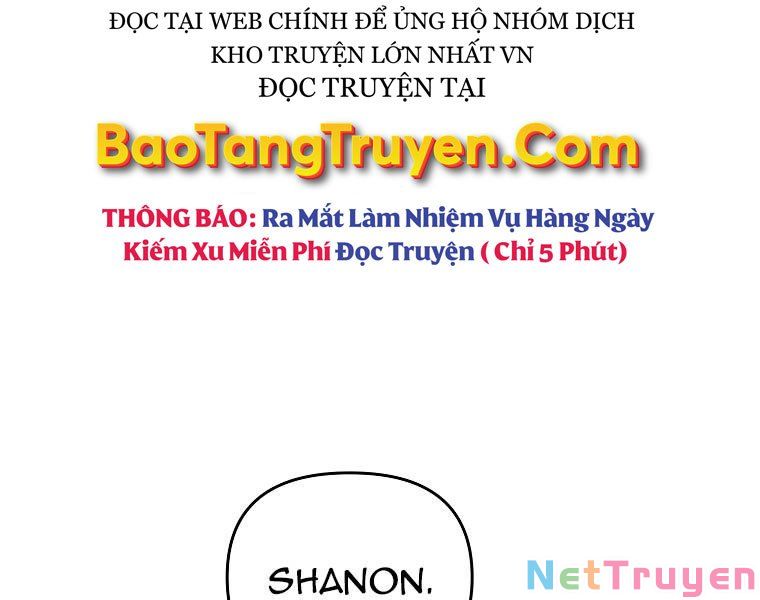 ĐỌC TẠI WEB CHÍNH ĐỂ ỦNG HỘ NHÓM DỊCH
KHO TRUYỆN LỚN NHẤT VN
ĐỌC TRUYỆN TẠI
BaoTangTruyen.Com
THÔNG BÁO: Ra Mắt Làm Nhiệm Vụ Hàng Ngày
Kiếm Xu Miễn Phí Đọc Truyện ( Chỉ 5 Phút)
SHANON.
NetTruyen